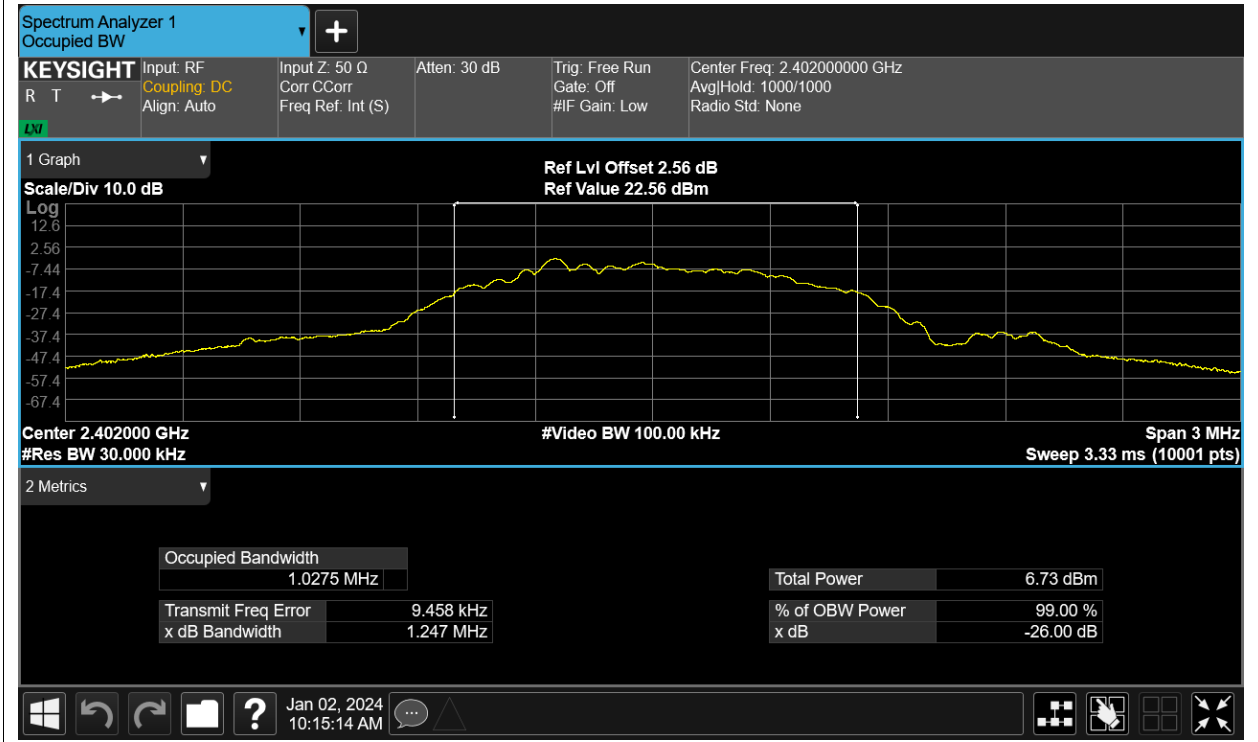 Spectrum Analyzer 1
Occupied BW
KEYSIGHT
R T
LXI
Input: RF
Coupling: DC
Align: Auto
Input Z: 50 Ω
Corr CCorr
Freq Ref: Int (S)
Atten: 30 dB
Trig: Free Run
Gate: Off
#IF Gain: Low
Center Freq: 2.402000000 GHz
Avg|Hold: 1000/1000
Radio Std: None
1 Graph
Scale/Div 10.0 dB
Ref Lvl Offset 2.56 dB
Ref Value 22.56 dBm
Log
12.6
2.56
-7.44
-17.4
-27.4
-37.4
-47.4
-57.4
-67.4
Center 2.402000 GHz
#Res BW 30.000 kHz
#Video BW 100.00 kHz
Span 3 MHz
Sweep 3.33 ms (10001 pts)
2 Metrics
Occupied Bandwidth
1.0275 MHz
Transmit Freq Error 9.458 kHz
x dB Bandwidth 1.247 MHz
Total Power 6.73 dBm
% of OBW Power 99.00 %
x dB -26.00 dB
?
Jan 02, 2024
10:15:14 AM